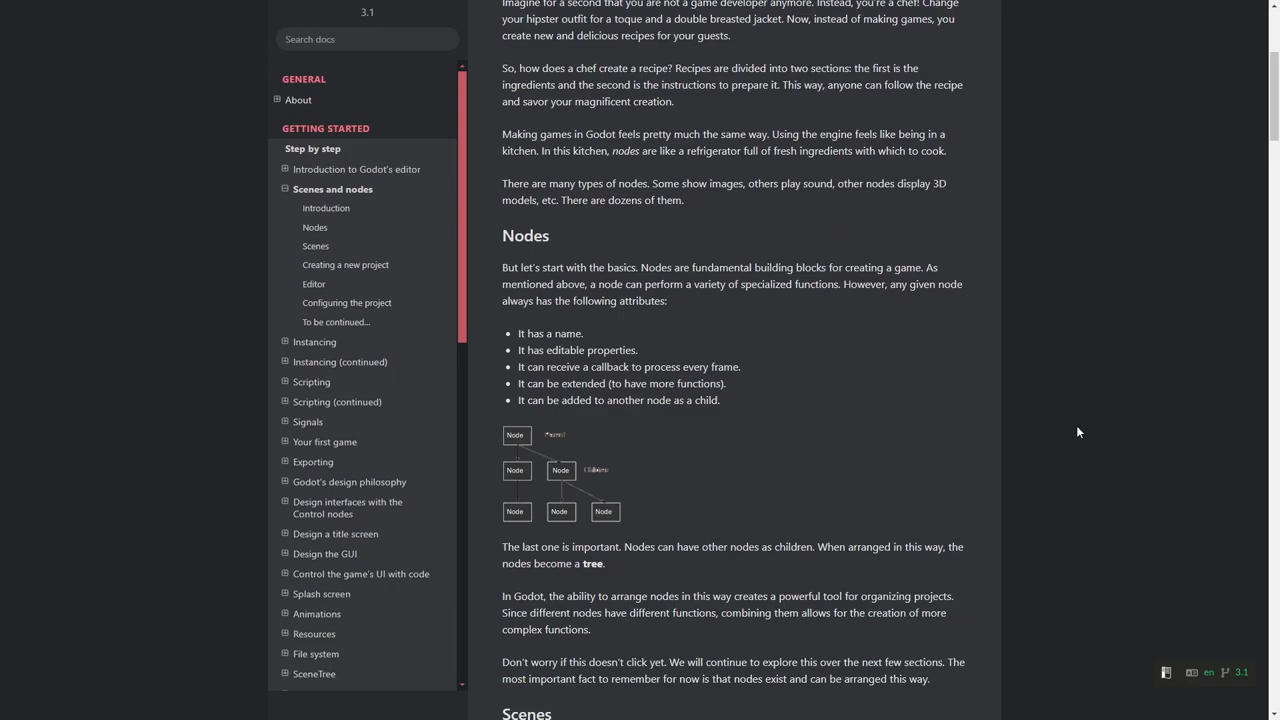 3.1
Search docs
GENERAL
About
GETTING STARTED
Step by step
Introduction to Godot's editor
Scenes and nodes
Introduction
Nodes
Scenes
Creating a new project
Editor
Configuring the project
To be continued...
Instancing
Instancing (continued)
Scripting
Scripting (continued)
Signals
Your first game
Exporting
Godot's design philosophy
Design interfaces with the
Control nodes
Design a title screen
Design the GUI
Control the game's UI with code
Splash screen
Animations
Resources
File system
SceneTree
Imagine for a second that you are not a game developer anymore. Instead, you're a chef! Change
your hipster outfit for a toque and a double breasted jacket. Now, instead of making games, you
create new and delicious recipes for your guests.
So, how does a chef create a recipe? Recipes are divided into two sections: the first is the
ingredients and the second is the instructions to prepare it. This way, anyone can follow the recipe
and savor your magnificent creation.
Making games in Godot feels pretty much the same way. Using the engine feels like being in a
kitchen. In this kitchen, nodes are like a refrigerator full of fresh ingredients with which to cook.
There are many types of nodes. Some show images, others play sound, other nodes display 3D
models, etc. There are dozens of them.
Nodes
But let's start with the basics. Nodes are fundamental building blocks for creating a game. As
mentioned above, a node can perform a variety of specialized functions. However, any given node
always has the following attributes:
• It has a name.
• It has editable properties.
• It can receive a callback to process every frame.
• It can be extended (to have more functions).
• It can be added to another node as a child.
Node
Node Node
Node Node Node
The last one is important. Nodes can have other nodes as children. When arranged in this way, the
nodes become a tree.
In Godot, the ability to arrange nodes in this way creates a powerful tool for organizing projects.
Since different nodes have different functions, combining them allows for the creation of more
complex functions.
Don't worry if this doesn't click yet. We will continue to explore this over the next few sections. The
most important fact to remember for now is that nodes exist and can be arranged this way.
Scenes
en 3.1